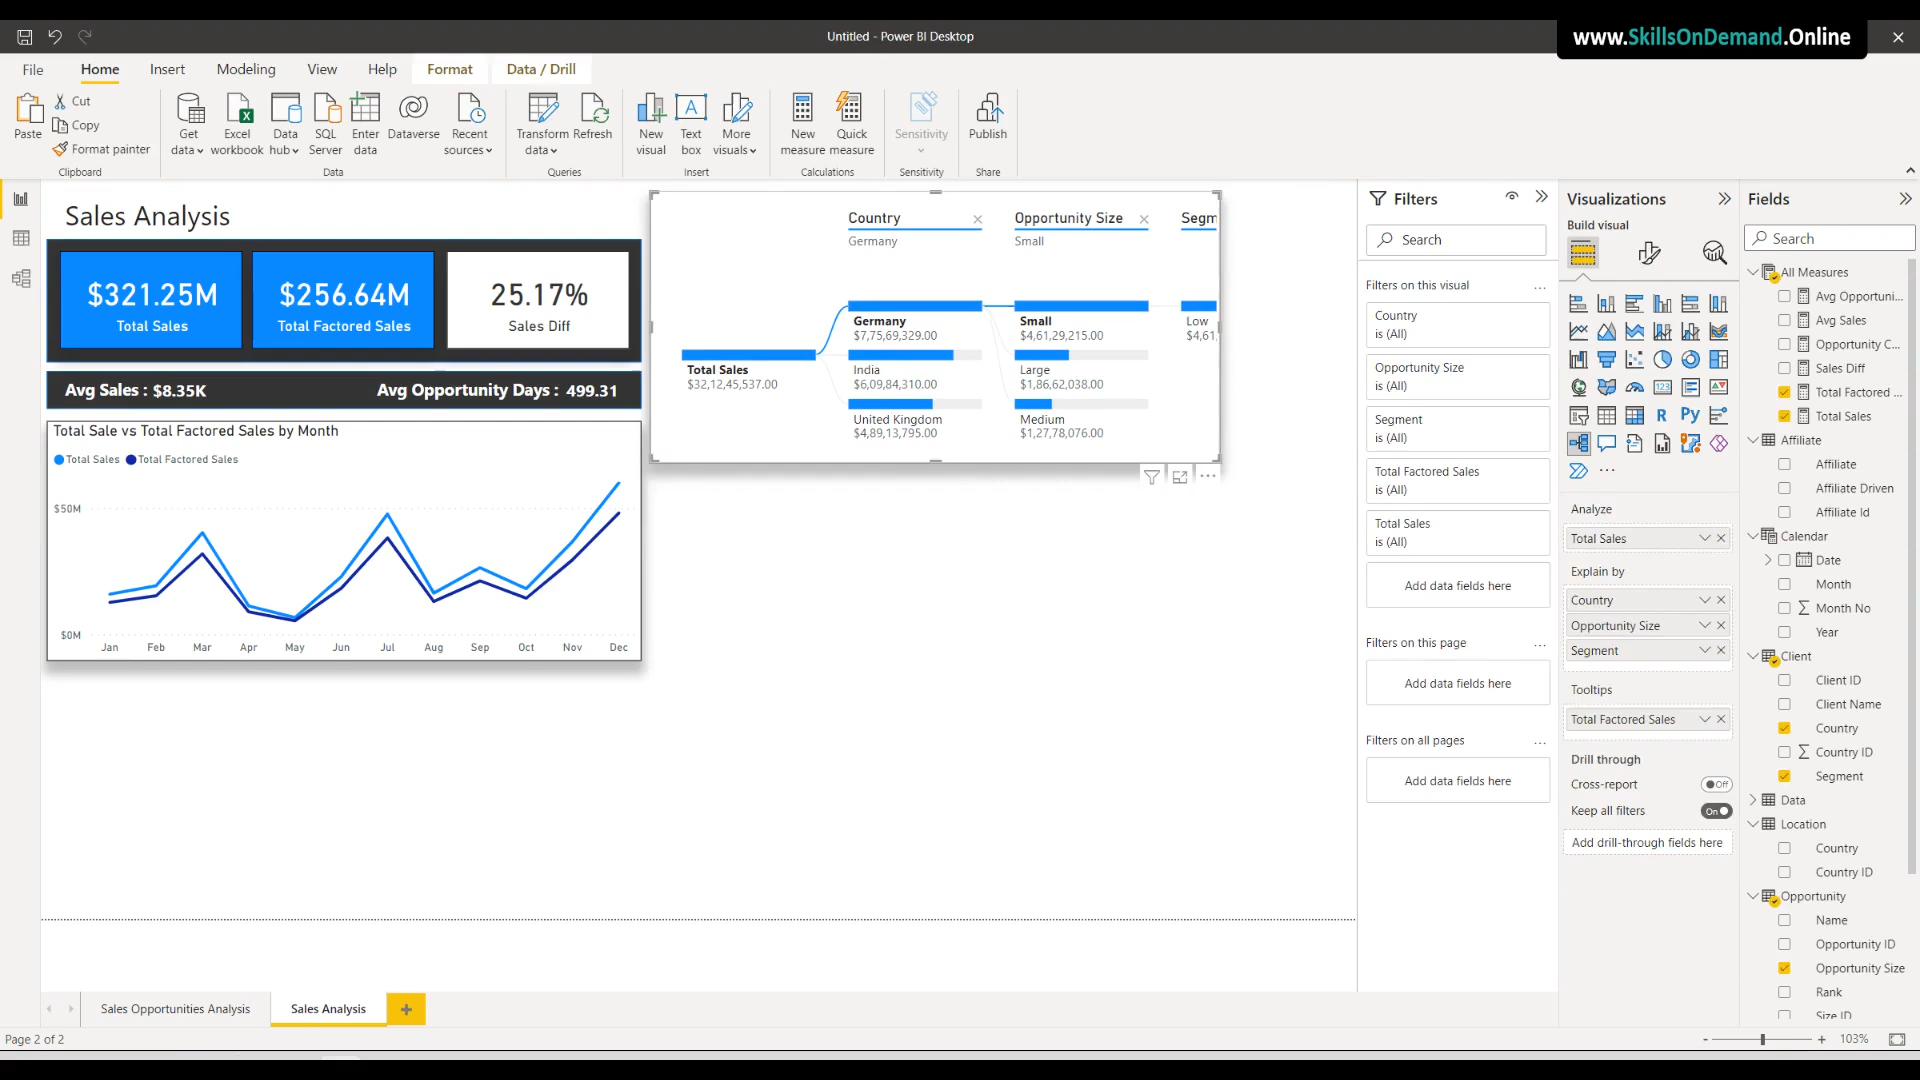 Untitled - Power BI Desktop
www.SkillsOnDemand.Online
File Home Insert Modeling View Help Format Data / Drill
Paste
Cut
Copy
Format painter
Clipboard
Get data
Excel workbook
Data hub
SQL Server
Enter data
Dataverse
Recent sources
Data
Transform data
Refresh
Queries
New visual
Text box
More visuals
Insert
New measure
Quick measure
Calculations
Sensitivity
Sensitivity
Publish
Share
Sales Analysis
$321.25M
Total Sales
$256.64M
Total Factored Sales
25.17%
Sales Diff
Avg Sales : $8.35K
Avg Opportunity Days : 499.31
Total Sale vs Total Factored Sales by Month
Total Sales Total Factored Sales
$50M
$0M
Jan Feb Mar Apr May Jun Jul Aug Sep Oct Nov Dec
Country
Germany
Opportunity Size
Small
Segm
Total Sales
$32,12,45,537.00
Germany
$7,75,69,329.00
India
$6,09,84,310.00
United Kingdom
$4,89,13,795.00
Small
$4,61,29,215.00
Large
$1,86,62,038.00
Medium
$1,27,78,076.00
Low
$4,61,
Filters
Search
Filters on this visual
Country
is (All)
Opportunity Size
is (All)
Segment
is (All)
Total Factored Sales
is (All)
Total Sales
is (All)
Add data fields here
Filters on this page
Add data fields here
Filters on all pages
Add data fields here
Visualizations
Build visual
R
Py
123
Analyze
Total Sales
Explain by
Country
Opportunity Size
Segment
Tooltips
Total Factored Sales
Drill through
Cross-report
Off
Keep all filters
On
Add drill-through fields here
Fields
Search
All Measures
Avg Opportuni...
Avg Sales
Opportunity C...
Sales Diff
Total Factored ...
Total Sales
Affiliate
Affiliate
Affiliate Driven
Affiliate Id
Calendar
Date
Month
Month No
Year
Client
Client ID
Client Name
Country
Country ID
Segment
Data
Location
Country
Country ID
Opportunity
Name
Opportunity ID
Opportunity Size
Rank
Size ID
Sales Opportunities Analysis
Sales Analysis
Page 2 of 2
103%